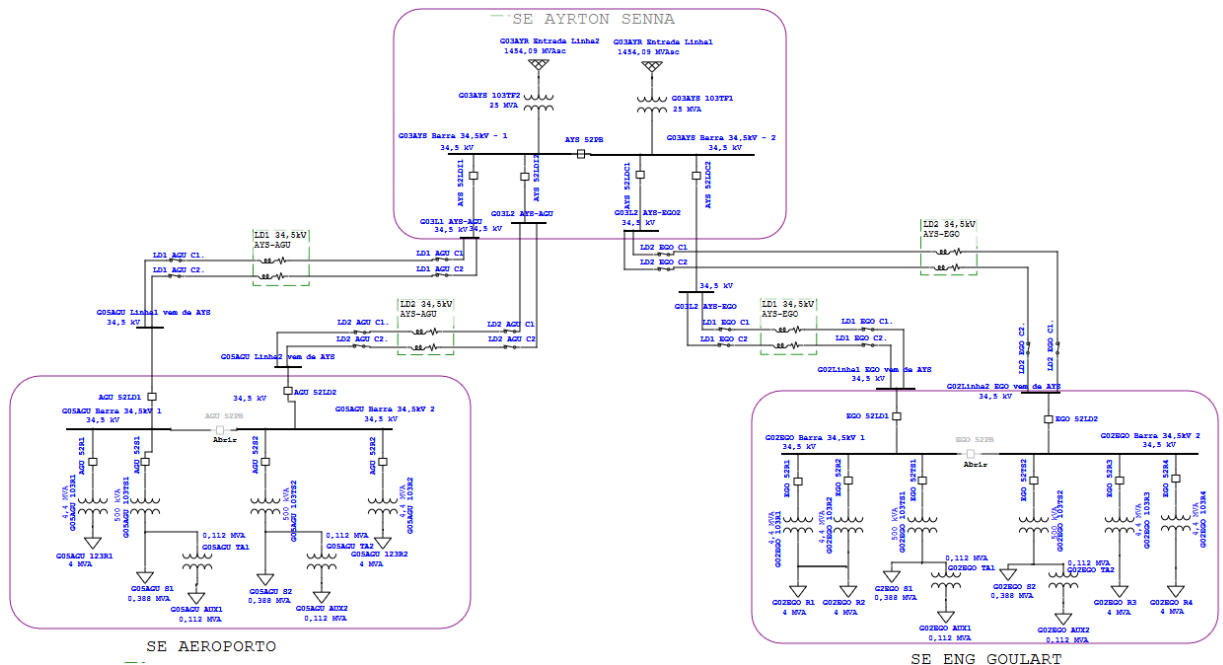 SE AYRTON SENNA
G03AYR Entrada Linha2
1454,09 MVAsc
G03AYR Entrada Linha1
1454,09 MVAsc
G03AYS 103TF2
25 MVA
G03AYS 103TF1
25 MVA
G03AYS Barra 34,5kV - 1
34,5 kV
AYS 52PB
G03AYS Barra 34,5kV - 2
34,5 kV
AYS 52LDI1
AYS 52LDI2
AYS 52LDC1
AYS 52LDC2
G03L1 AYS-AGU
34,5 kV
G03L2 AYS-AGU
34,5 kV
G03L2 AYS-EGO2
34,5 kV
LD1 34,5kV
AYS-AGU
LD1 AGU C1.
LD1 AGU C1
LD1 AGU C2.
LD1 AGU C2
LD2 34,5kV
AYS-EGO
LD2 EGO C1
LD2 EGO C2
34,5 kV
G03L2 AYS-EGO
G05AGU Linha1 vem de AYS
34,5 kV
LD2 34,5kV
AYS-AGU
LD2 AGU C1.
LD2 AGU C1
LD2 AGU C2.
LD2 AGU C2
LD1 34,5kV
AYS-EGO
LD1 EGO C1
LD1 EGO C1.
LD1 EGO C2
LD1 EGO C2.
LD2 EGO C2.
LD2 EGO C1.
G05AGU Linha2 vem de AYS
34,5 kV
G02Linha1 EGO vem de AYS
34,5 kV
G02Linha2 EGO vem de AYS
34,5 kV
AGU 52LD1
AGU 52LD2
G05AGU Barra 34,5kV 1
34,5 kV
AGU 52PB
Abrir
G05AGU Barra 34,5kV 2
34,5 kV
AGU 52R1
AGU 52S1
AGU 52S2
AGU 52R2
4,4 MVA
G05AGU 103R1
500 kVA
G05AGU 103TS1
500 kVA
G05AGU 103TS2
4,4 MVA
G05AGU 103R2
G05AGU 123R1
4 MVA
0,112 MVA
G05AGU TA1
0,112 MVA
G05AGU TA2
G05AGU 123R2
4 MVA
G05AGU S1
0,388 MVA
G05AGU AUX1
0,112 MVA
G05AGU S2
0,388 MVA
G05AGU AUX2
0,112 MVA
SE AEROPORTO
EGO 52LD1
EGO 52LD2
G02EGO Barra 34,5kV 1
34,5 kV
EGO 52PB
Abrir
G02EGO Barra 34,5kV 2
34,5 kV
EGO 52R1
EGO 52R2
EGO 52TS1
EGO 52TS2
EGO 52R3
EGO 52R4
4,4 MVA
G02EGO 103R1
4,4 MVA
G02EGO 103R2
500 kVA
G02EGO 103TS1
500 kVA
G02EGO 103TS2
4,4 MVA
G02EGO 103R3
4,4 MVA
G02EGO 103R4
0,112 MVA
G02EGO TA1
0,112 MVA
G02EGO TA2
G02EGO R1
4 MVA
G02EGO R2
4 MVA
G2EGO S1
0,388 MVA
G02EGO AUX1
0,112 MVA
G02EGO S2
0,388 MVA
G02EGO AUX2
0,112 MVA
G02EGO R3
4 MVA
G02EGO R4
4 MVA
SE ENG GOULART